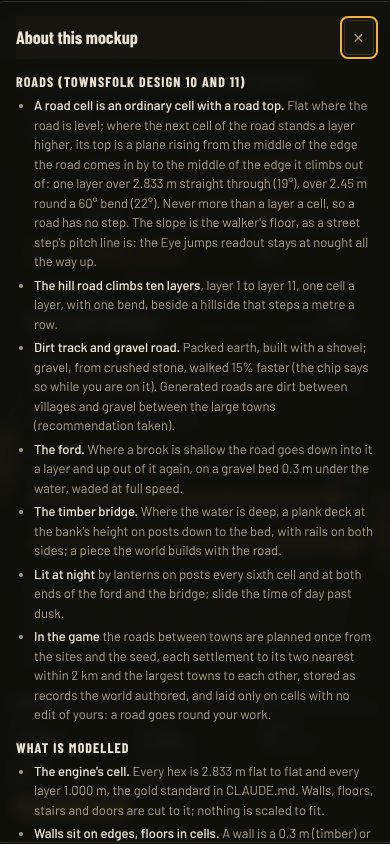 About this mockup
×
ROADS (TOWNSFOLK DESIGN 10 AND 11)
• A road cell is an ordinary cell with a road top. Flat where the
road is level; where the next cell of the road stands a layer
higher, its top is a plane rising from the middle of the edge
the road comes in by to the middle of the edge it climbs out
of: one layer over 2.833 m straight through (19°), over 2.45 m
round a 60° bend (22°). Never more than a layer a cell, so a
road has no step. The slope is the walker's floor, as a street
step's pitch line is: the Eye jumps readout stays at nought all
the way up.
• The hill road climbs ten layers, layer 1 to layer 11, one cell a
layer, with one bend, beside a hillside that steps a metre a
row.
• Dirt track and gravel road. Packed earth, built with a shovel;
gravel, from crushed stone, walked 15% faster (the chip says
so while you are on it). Generated roads are dirt between
villages and gravel between the large towns
(recommendation taken).
• The ford. Where a brook is shallow the road goes down into it
a layer and up out of it again, on a gravel bed 0.3 m under the
water, waded at full speed.
• The timber bridge. Where the water is deep, a plank deck at
the bank's height on posts down to the bed, with rails on both
sides; a piece the world builds with the road.
• Lit at night by lanterns on posts every sixth cell and at both
ends of the ford and the bridge; slide the time of day past
dusk.
• In the game the roads between towns are planned once from
the sites and the seed, each settlement to its two nearest
within 2 km and the largest towns to each other, stored as
records the world authored, and laid only on cells with no
edit of yours: a road goes round your work.
WHAT IS MODELLED
• The engine's cell. Every hex is 2.833 m flat to flat and every
layer 1.000 m, the gold standard in CLAUDE.md. Walls, floors,
stairs and doors are cut to it; nothing is scaled to fit.
• Walls sit on edges, floors in cells. A wall is a 0.3 m (timber) or